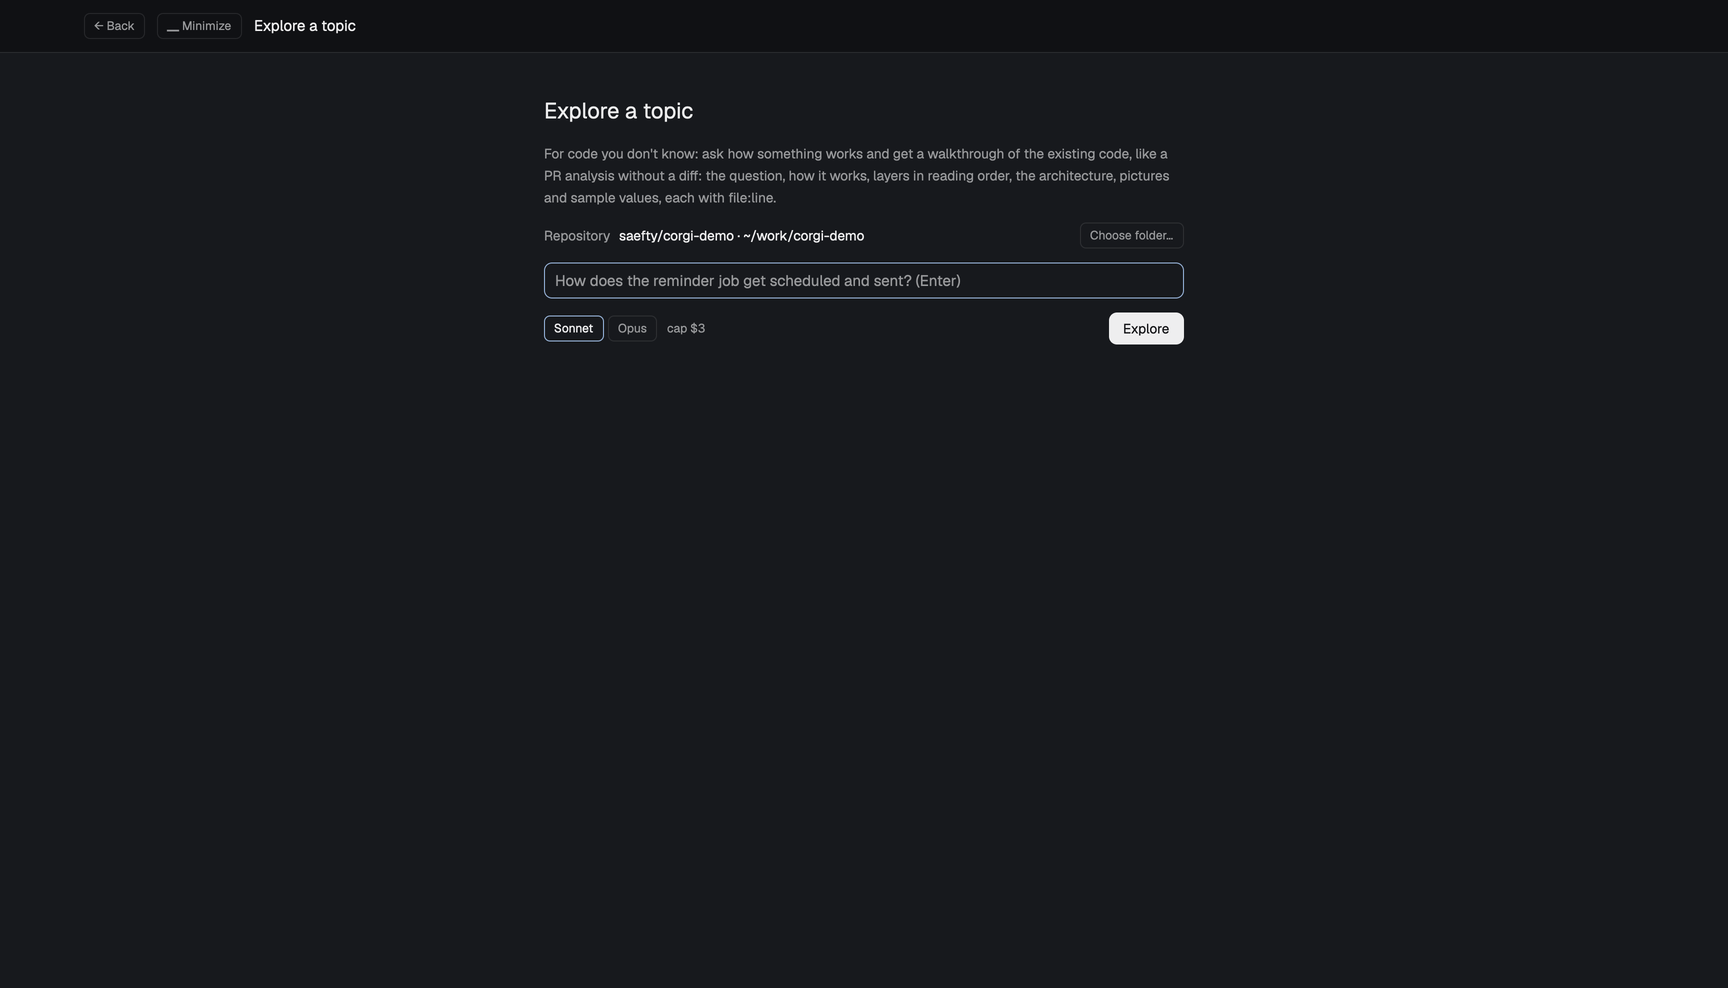 ← Back
__ Minimize
Explore a topic
Explore a topic
For code you don't know: ask how something works and get a walkthrough of the existing code, like a
PR analysis without a diff: the question, how it works, layers in reading order, the architecture, pictures
and sample values, each with file:line.
Repository saefty/corgi-demo · ~/work/corgi-demo
Choose folder...
How does the reminder job get scheduled and sent? (Enter)
Sonnet
Opus
cap $3
Explore